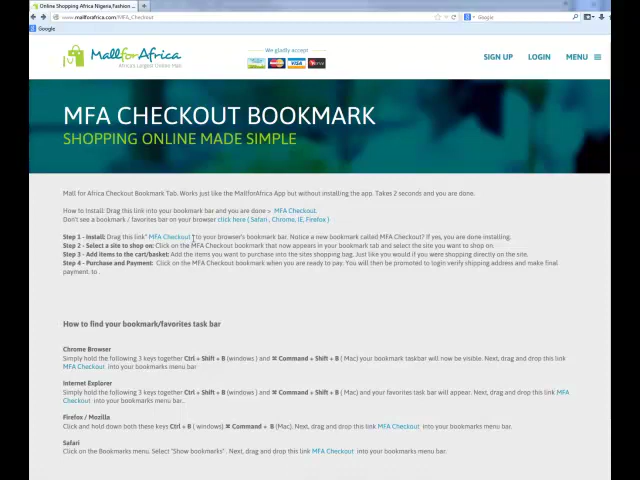 Online Shopping Africa Nigeria,Fashion ...
www.mallforafrica.com/MFA_Checkout
Google
Google
MallforAfrica
Africa's Largest Online Mall
We gladly accept
VISA
SIGN UP
LOGIN
MENU
MFA CHECKOUT BOOKMARK
SHOPPING ONLINE MADE SIMPLE
Mall for Africa Checkout Bookmark Tab. Works just like the MallforAfrica App but without installing the app. Takes 2 seconds and you are done.
How to Install: Drag this link into your bookmark bar and you are done > MFA Checkout.
Don't see a bookmark / favorites bar on your browser click here ( Safari , Chrome, IE, Firefox )
Step 1 - Install: Drag this link" MFA Checkout " to your browser's bookmark bar. Notice a new bookmark called MFA Checkout? If yes, you are done installing.
Step 2 - Select a site to shop on: Click on the MFA Checkout bookmark that now appears in your bookmark tab and select the site you want to shop on.
Step 3 - Add items to the cart/basket: Add the items you want to purchase into the sites shopping bag. Just like you would if you were shopping directly on the site.
Step 4 - Purchase and Payment: Click on the MFA Checkout bookmark when you are ready to pay. You will then be promoted to login verify shipping address and make final
payment to .
How to find your bookmark/favorites task bar
Chrome Browser
Simply hold the following 3 keys together Ctrl + Shift + B (windows ) and ⌘ Command + Shift + B ( Mac) your bookmark taskbar will now be visible. Next, drag and drop this link
MFA Checkout into your bookmarks menu bar
Internet Explorer
Simply hold the following 3 keys together Ctrl + Shift + B (windows ) and ⌘ Command + Shift + B ( Mac) and your favorites task bar will appear. Next, drag and drop this link MFA
Checkout into your bookmarks menu bar..
Firefox / Mozilla
Click and hold down both these keys Ctrl + B ( windows) ⌘ Command + B (Mac). Next, drag and drop this link MFA Checkout into your bookmarks menu bar.
Safari
Click on the Bookmarks menu. Select "Show bookmarks" . Next, drag and drop this link MFA Checkout into your bookmarks menu bar.